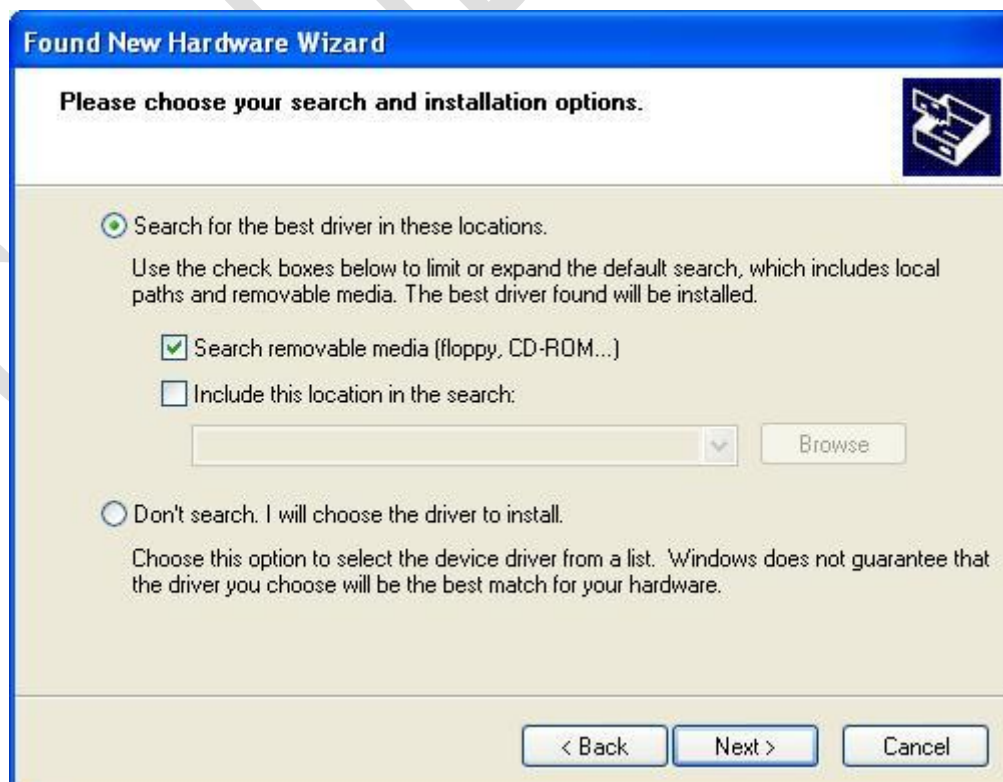 Found New Hardware Wizard
Please choose your search and installation options.
Search for the best driver in these locations.
Use the check boxes below to limit or expand the default search, which includes local
paths and removable media. The best driver found will be installed.
Search removable media (floppy, CD-ROM...)
Include this location in the search:
Browse
Don't search. I will choose the driver to install.
Choose this option to select the device driver from a list.  Windows does not guarantee that
the driver you choose will be the best match for your hardware.
< Back
Next >
Cancel